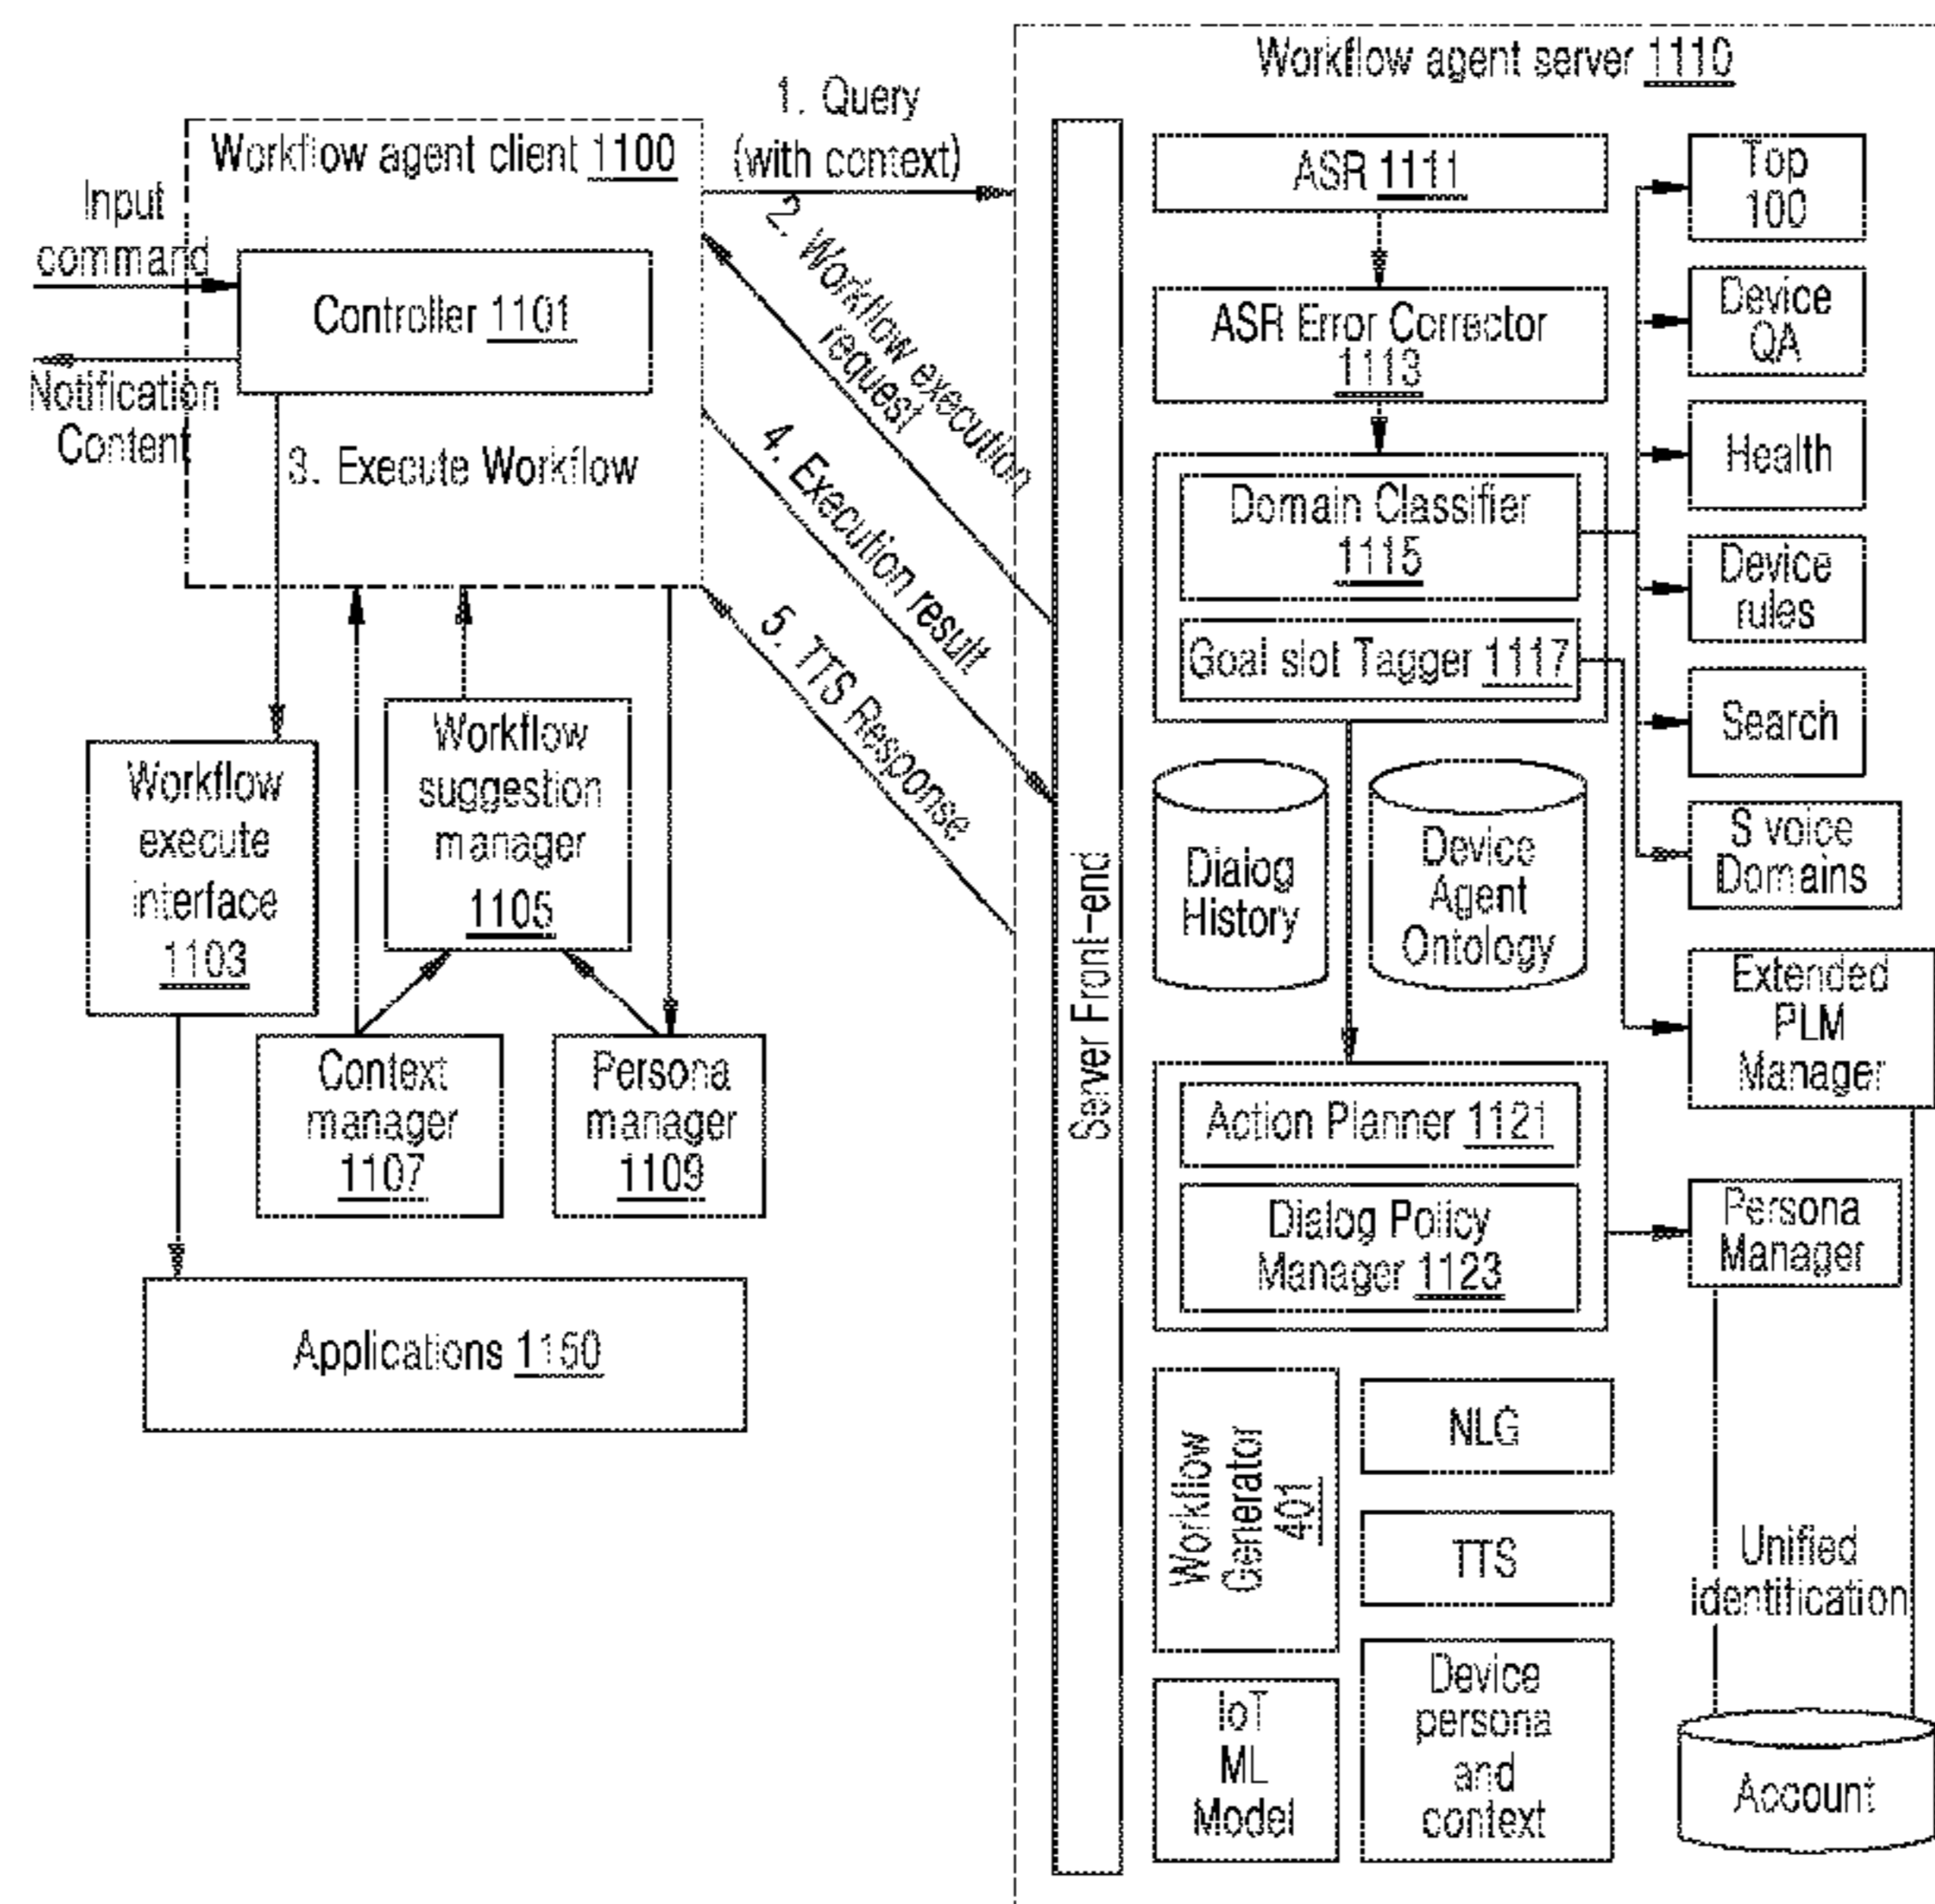 Workflow agent server 1110
1. Query
(with context)
Workflow agent client 1100
Input
command
Controller 1101
Notification
Content
3. Execute Workflow
2. Workflow execution
request
4. Execution result
5. TTS Response
Workflow
execute
interface
1103
Workflow
suggestion
manager
1105
Context
manager
1107
Persona
manager
1109
Applications 1150
Server Front-end
ASR 1111
ASR Error Corrector
1113
Domain Classifier
1115
Goal slot Tagger 1117
Dialog
History
Device
Agent
Ontology
Action Planner 1121
Dialog Policy
Manager 1123
Workflow
Generator
401
NLG
TTS
IoT
ML
Model
Device
persona
and
context
Top
100
Device
QA
Health
Device
rules
Search
S voice
Domains
Extended
PLM
Manager
Persona
Manager
Unified
Identification
Account